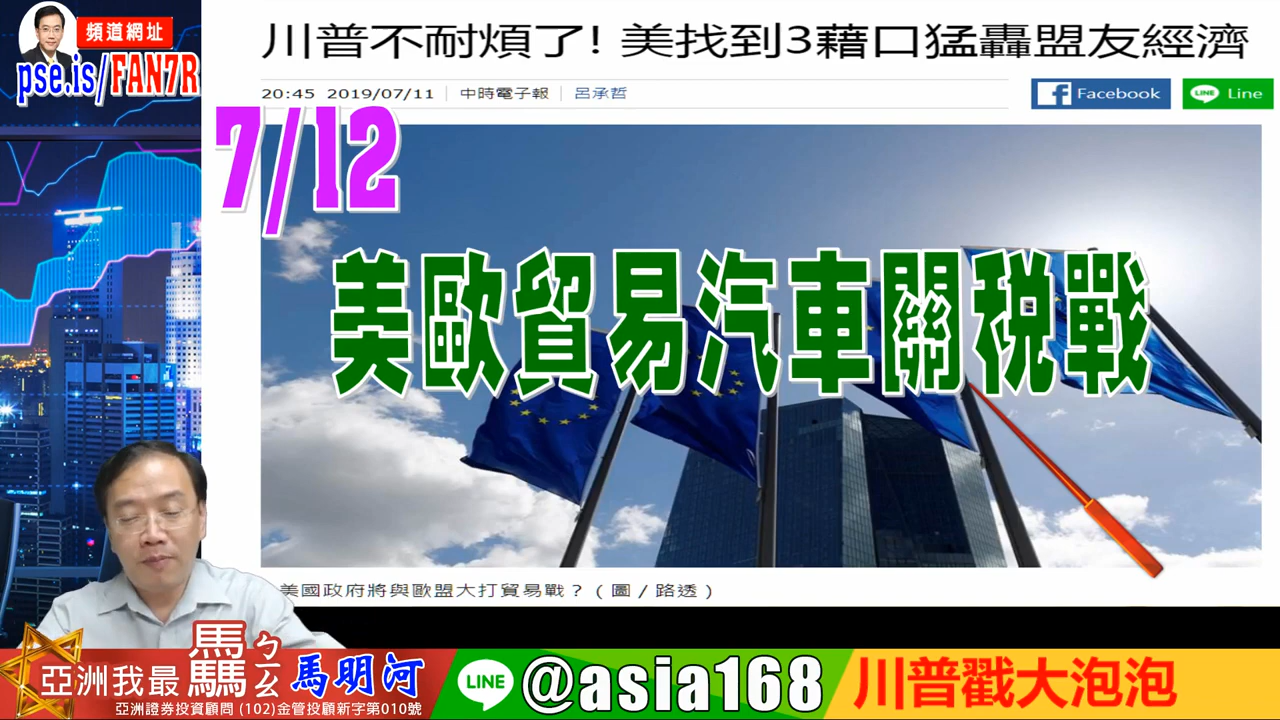 頻道網址
pse.is/FAN7R
川普不耐煩了! 美找到3藉口猛轟盟友經濟
20:45 2019/07/11 | 中時電子報 | 呂承哲
Facebook
LINE Line
7/12
美歐貿易汽車關稅戰
美國政府將與歐盟大打貿易戰?(圖/路透)
亞洲我最驫ㄅㄧㄠ馬明河
亞洲證券投資顧問 (102)金管投顧新字第010號
LINE @asia168
川普戳大泡泡